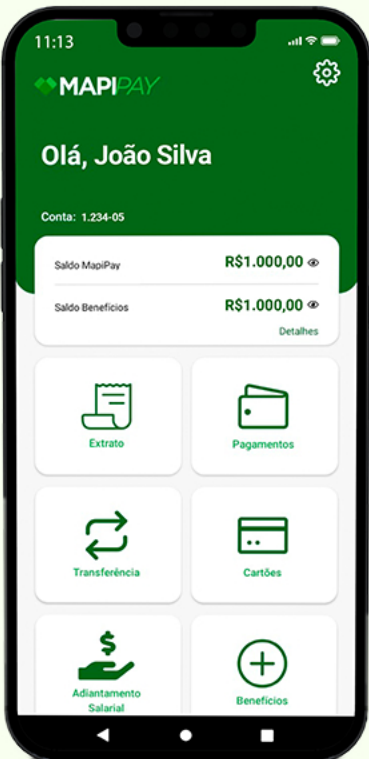 11:13
MAPIPAY
Olá, João Silva
Conta: 1.234-05
Saldo MapiPay R$1.000,00
Saldo Benefícios R$1.000,00
Detalhes
Extrato Pagamentos
Transferência Cartões
Adiantamento
Salarial
Benefícios